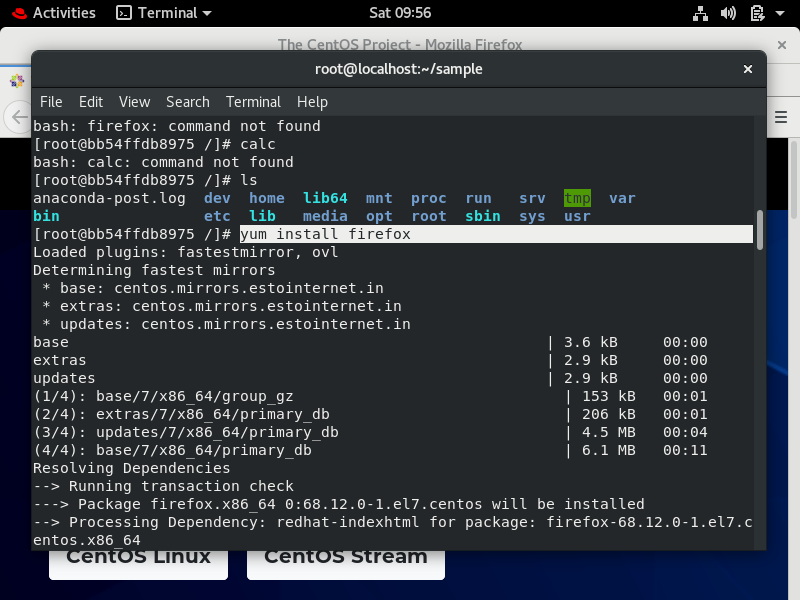 Activities Terminal Sat 09:56
The CentOS Project - Mozilla Firefox
root@localhost:~/sample
File Edit View Search Terminal Help
bash: firefox: command not found
[root@bb54ffdb8975 /]# calc
bash: calc: command not found
[root@bb54ffdb8975 /]# ls
anaconda-post.log dev home lib64 mnt proc run srv tmp var
bin etc lib media opt root sbin sys usr
[root@bb54ffdb8975 /]# yum install firefox
Loaded plugins: fastestmirror, ovl
Determining fastest mirrors
* base: centos.mirrors.estointernet.in
* extras: centos.mirrors.estointernet.in
* updates: centos.mirrors.estointernet.in
base | 3.6 kB 00:00
extras | 2.9 kB 00:00
updates | 2.9 kB 00:00
(1/4): base/7/x86_64/group_gz | 153 kB 00:01
(2/4): extras/7/x86_64/primary_db | 206 kB 00:01
(3/4): updates/7/x86_64/primary_db | 4.5 MB 00:04
(4/4): base/7/x86_64/primary_db | 6.1 MB 00:11
Resolving Dependencies
--> Running transaction check
---> Package firefox.x86_64 0:68.12.0-1.el7.centos will be installed
--> Processing Dependency: redhat-indexhtml for package: firefox-68.12.0-1.el7.c
entos.x86_64
CentOS Linux CentOS Stream